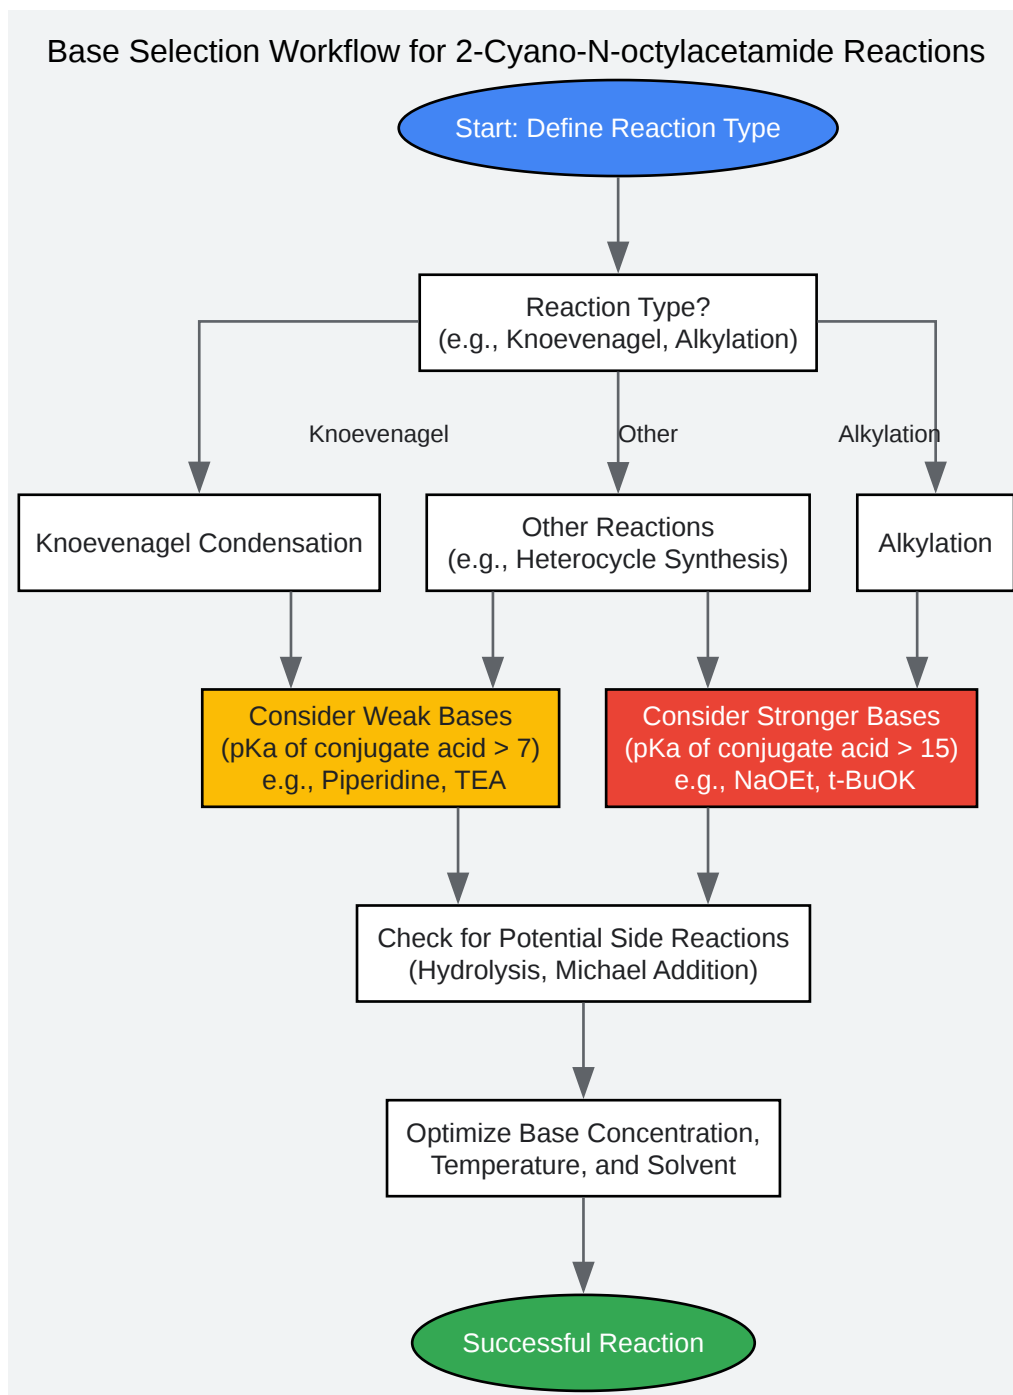 Base Selection Workflow for 2-Cyano-N-octylacetamide Reactions
Start: Define Reaction Type
Reaction Type?
(e.g., Knoevenagel, Alkylation)
Knoevenagel
Other
Alkylation
Knoevenagel Condensation
Other Reactions
(e.g., Heterocycle Synthesis)
Alkylation
Consider Weak Bases
(pKa of conjugate acid > 7)
e.g., Piperidine, TEA
Consider Stronger Bases
(pKa of conjugate acid > 15)
e.g., NaOEt, t-BuOK
Check for Potential Side Reactions
(Hydrolysis, Michael Addition)
Optimize Base Concentration,
Temperature, and Solvent
Successful Reaction